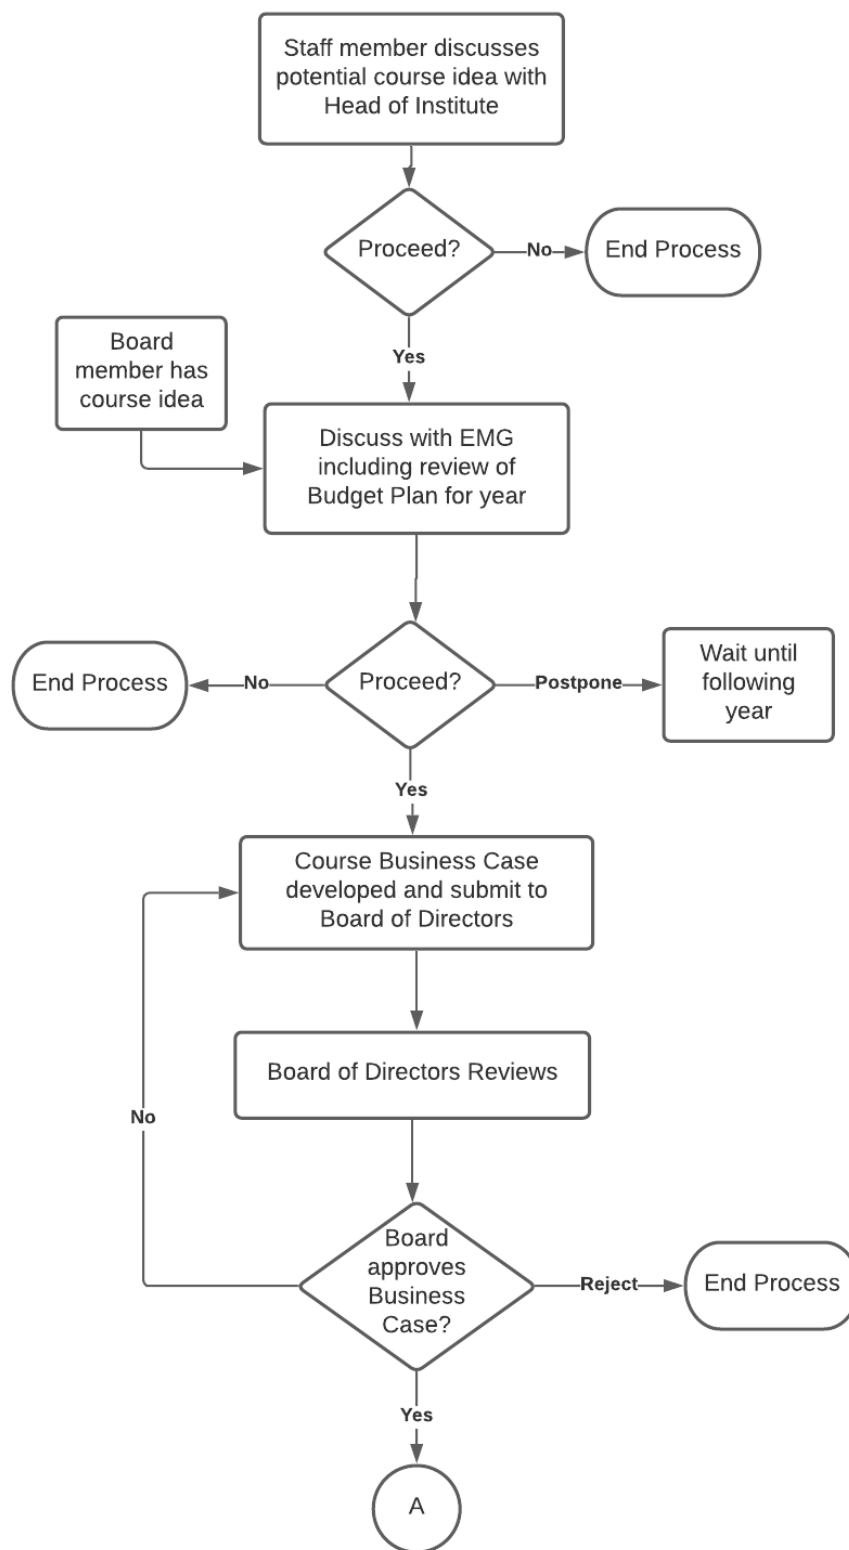 Staff member discusses
potential course idea with
Head of Institute
Proceed?
No
End Process
Yes
Board
member has
course idea
Discuss with EMG
including review of
Budget Plan for year
End Process
No
Proceed?
Postpone
Wait until
following
year
Yes
Course Business Case
developed and submit to
Board of Directors
Board of Directors Reviews
No
Board
approves
Business
Case?
Reject
End Process
Yes
A